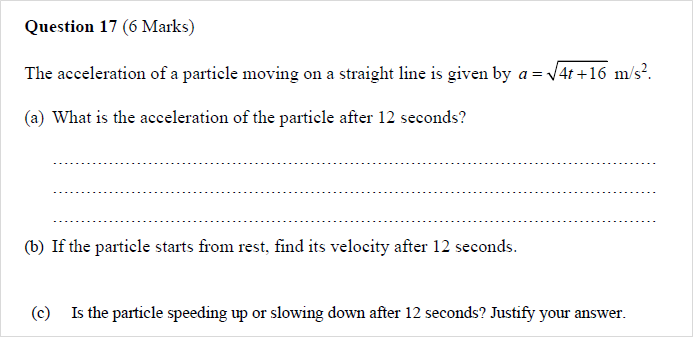 Question 17 (6 Marks)
The acceleration of a particle moving on a straight line is given by a = √4t+16 m/s².
(a) What is the acceleration of the particle after 12 seconds?
(b) If the particle starts from rest, find its velocity after 12 seconds.
(c) Is the particle speeding up or slowing down after 12 seconds? Justify your answer.